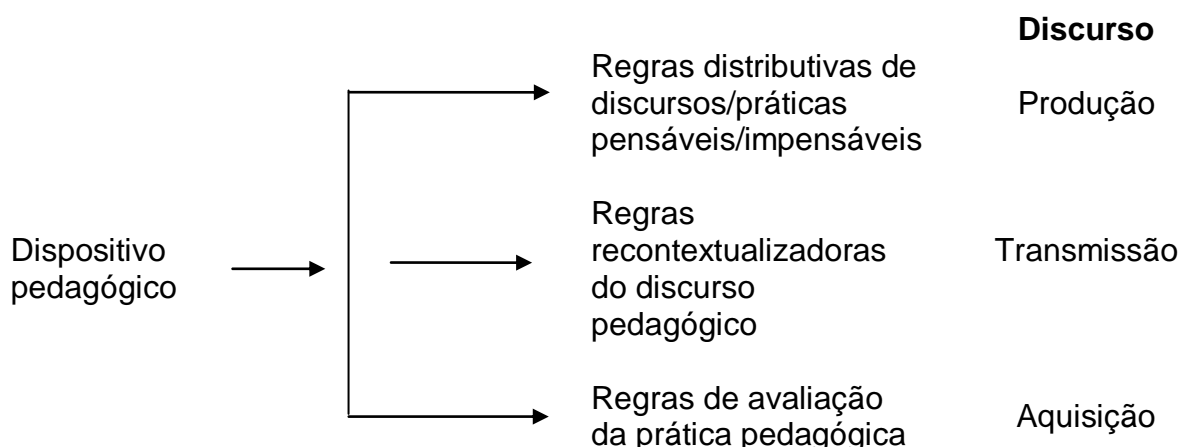 Discurso
Regras distributivas de
discursos/práticas
pensáveis/impensáveis
Produção
Dispositivo
pedagógico
Regras
recontextualizadoras
do discurso
pedagógico
Transmissão
Regras de avaliação
da prática pedagógica
Aquisição